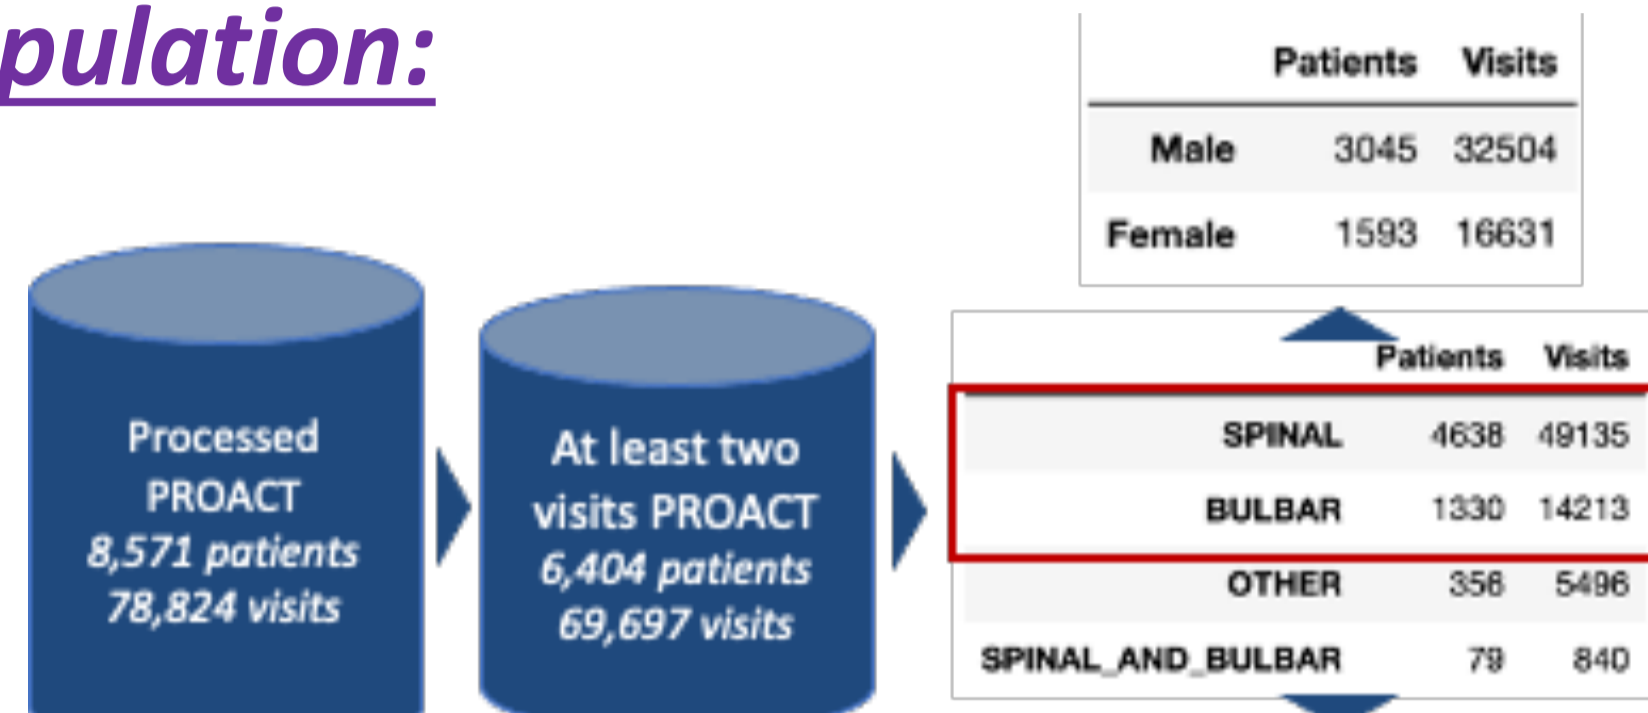 pulation:
Processed
PROACT
8,571 patients
78,824 visits
At least two
visits PROACT
6,404 patients
69,697 visits
Patients Visits
Male 3045 32504
Female 1593 16631
Patients Visits
SPINAL 4638 49135
BULBAR 1330 14213
OTHER 356 5496
SPINAL_AND_BULBAR 79 840